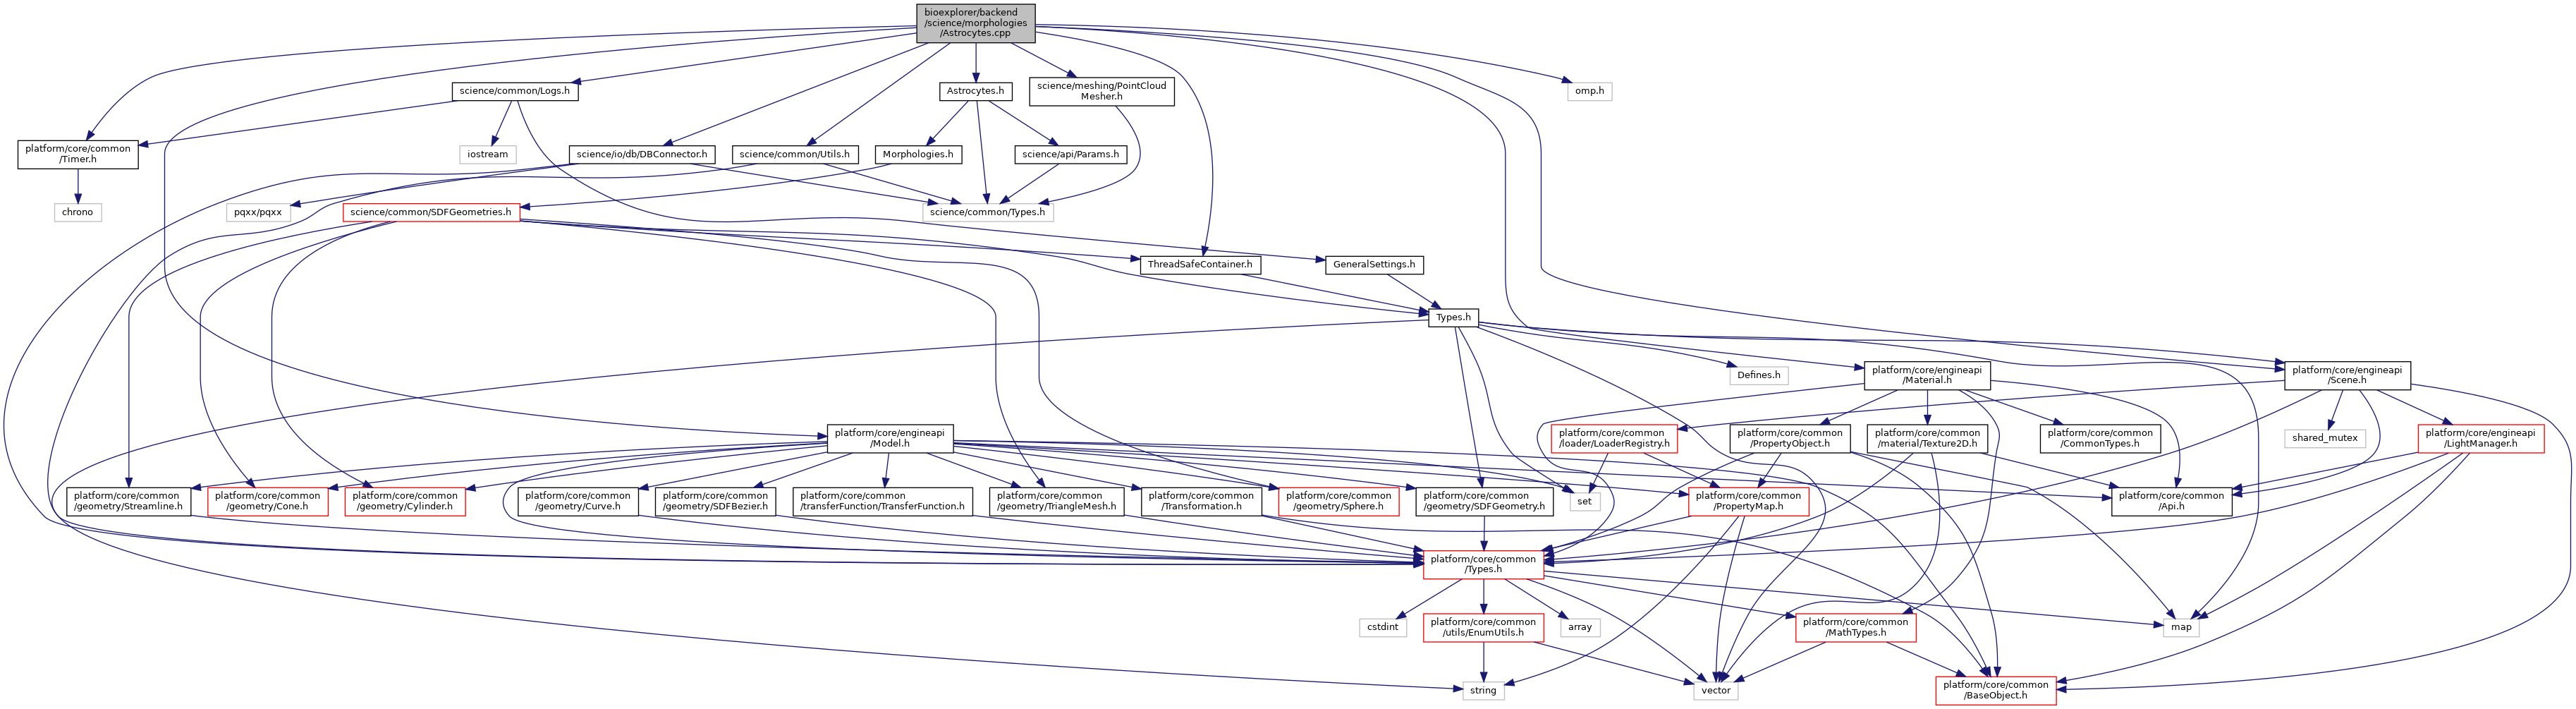 bioexplorer/backend
/science/morphologies
/Astrocytes.cpp
science/common/Logs.h
Astrocytes.h
science/meshing/PointCloud
Mesher.h
omp.h
platform/core/common
/Timer.h
iostream
science/io/db/DBConnector.h
science/common/Utils.h
Morphologies.h
science/api/Params.h
chrono
pqxx/pqxx
science/common/SDFGeometries.h
science/common/Types.h
ThreadSafeContainer.h
GeneralSettings.h
Types.h
Defines.h
platform/core/engineapi
/Material.h
platform/core/engineapi
/Scene.h
platform/core/engineapi
/Model.h
platform/core/common
/loader/LoaderRegistry.h
platform/core/common
/PropertyObject.h
platform/core/common
/material/Texture2D.h
platform/core/common
/CommonTypes.h
shared_mutex
platform/core/engineapi
/LightManager.h
platform/core/common
/geometry/Streamline.h
platform/core/common
/geometry/Cone.h
platform/core/common
/geometry/Cylinder.h
platform/core/common
/geometry/Curve.h
platform/core/common
/geometry/SDFBezier.h
platform/core/common
/transferFunction/TransferFunction.h
platform/core/common
/geometry/TriangleMesh.h
platform/core/common
/Transformation.h
platform/core/common
/geometry/Sphere.h
platform/core/common
/geometry/SDFGeometry.h
set
platform/core/common
/PropertyMap.h
platform/core/common
/Api.h
platform/core/common
/Types.h
cstdint
platform/core/common
/utils/EnumUtils.h
array
platform/core/common
/MathTypes.h
map
string
vector
platform/core/common
/BaseObject.h